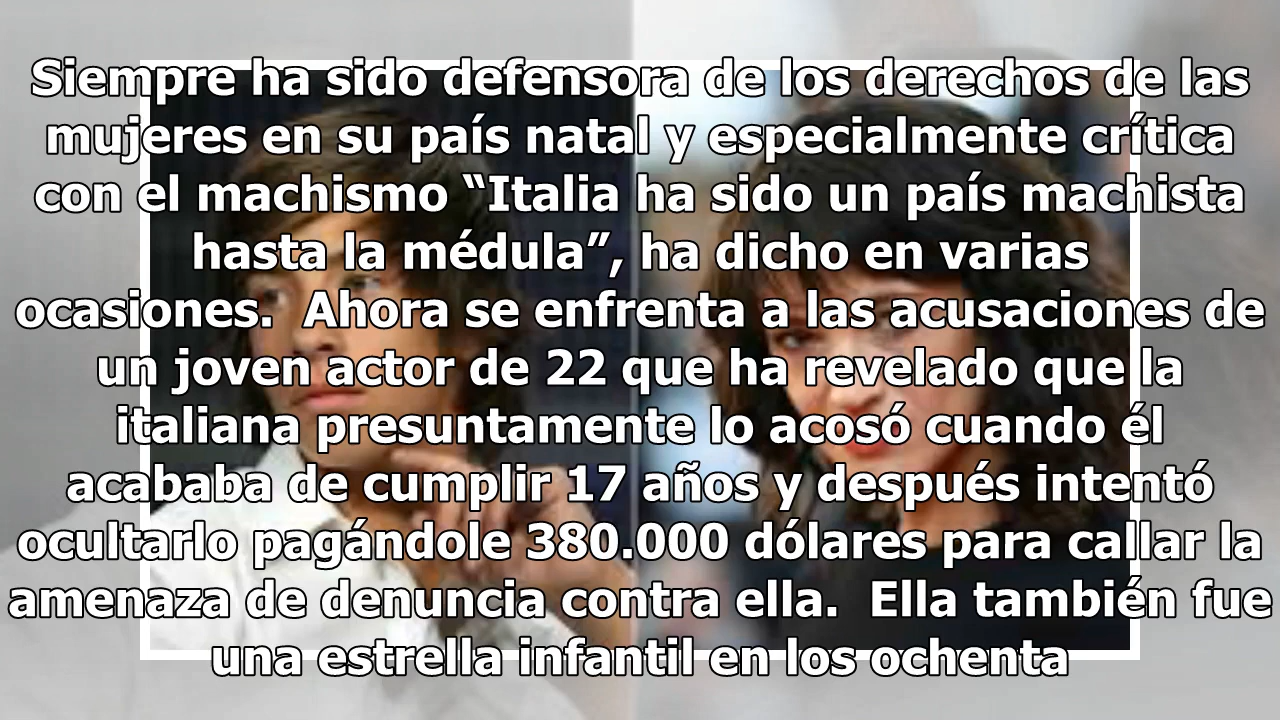 Siempre ha sido defensora de los derechos de las
mujeres en su país natal y especialmente crítica
con el machismo “Italia ha sido un país machista
hasta la médula”, ha dicho en varias
ocasiones.  Ahora se enfrenta a las acusaciones de
un joven actor de 22 que ha revelado que la
italiana presuntamente lo acosó cuando él
acababa de cumplir 17 años y después intentó
ocultarlo pagándole 380.000 dólares para callar la
amenaza de denuncia contra ella.  Ella también fue
una estrella infantil en los ochenta